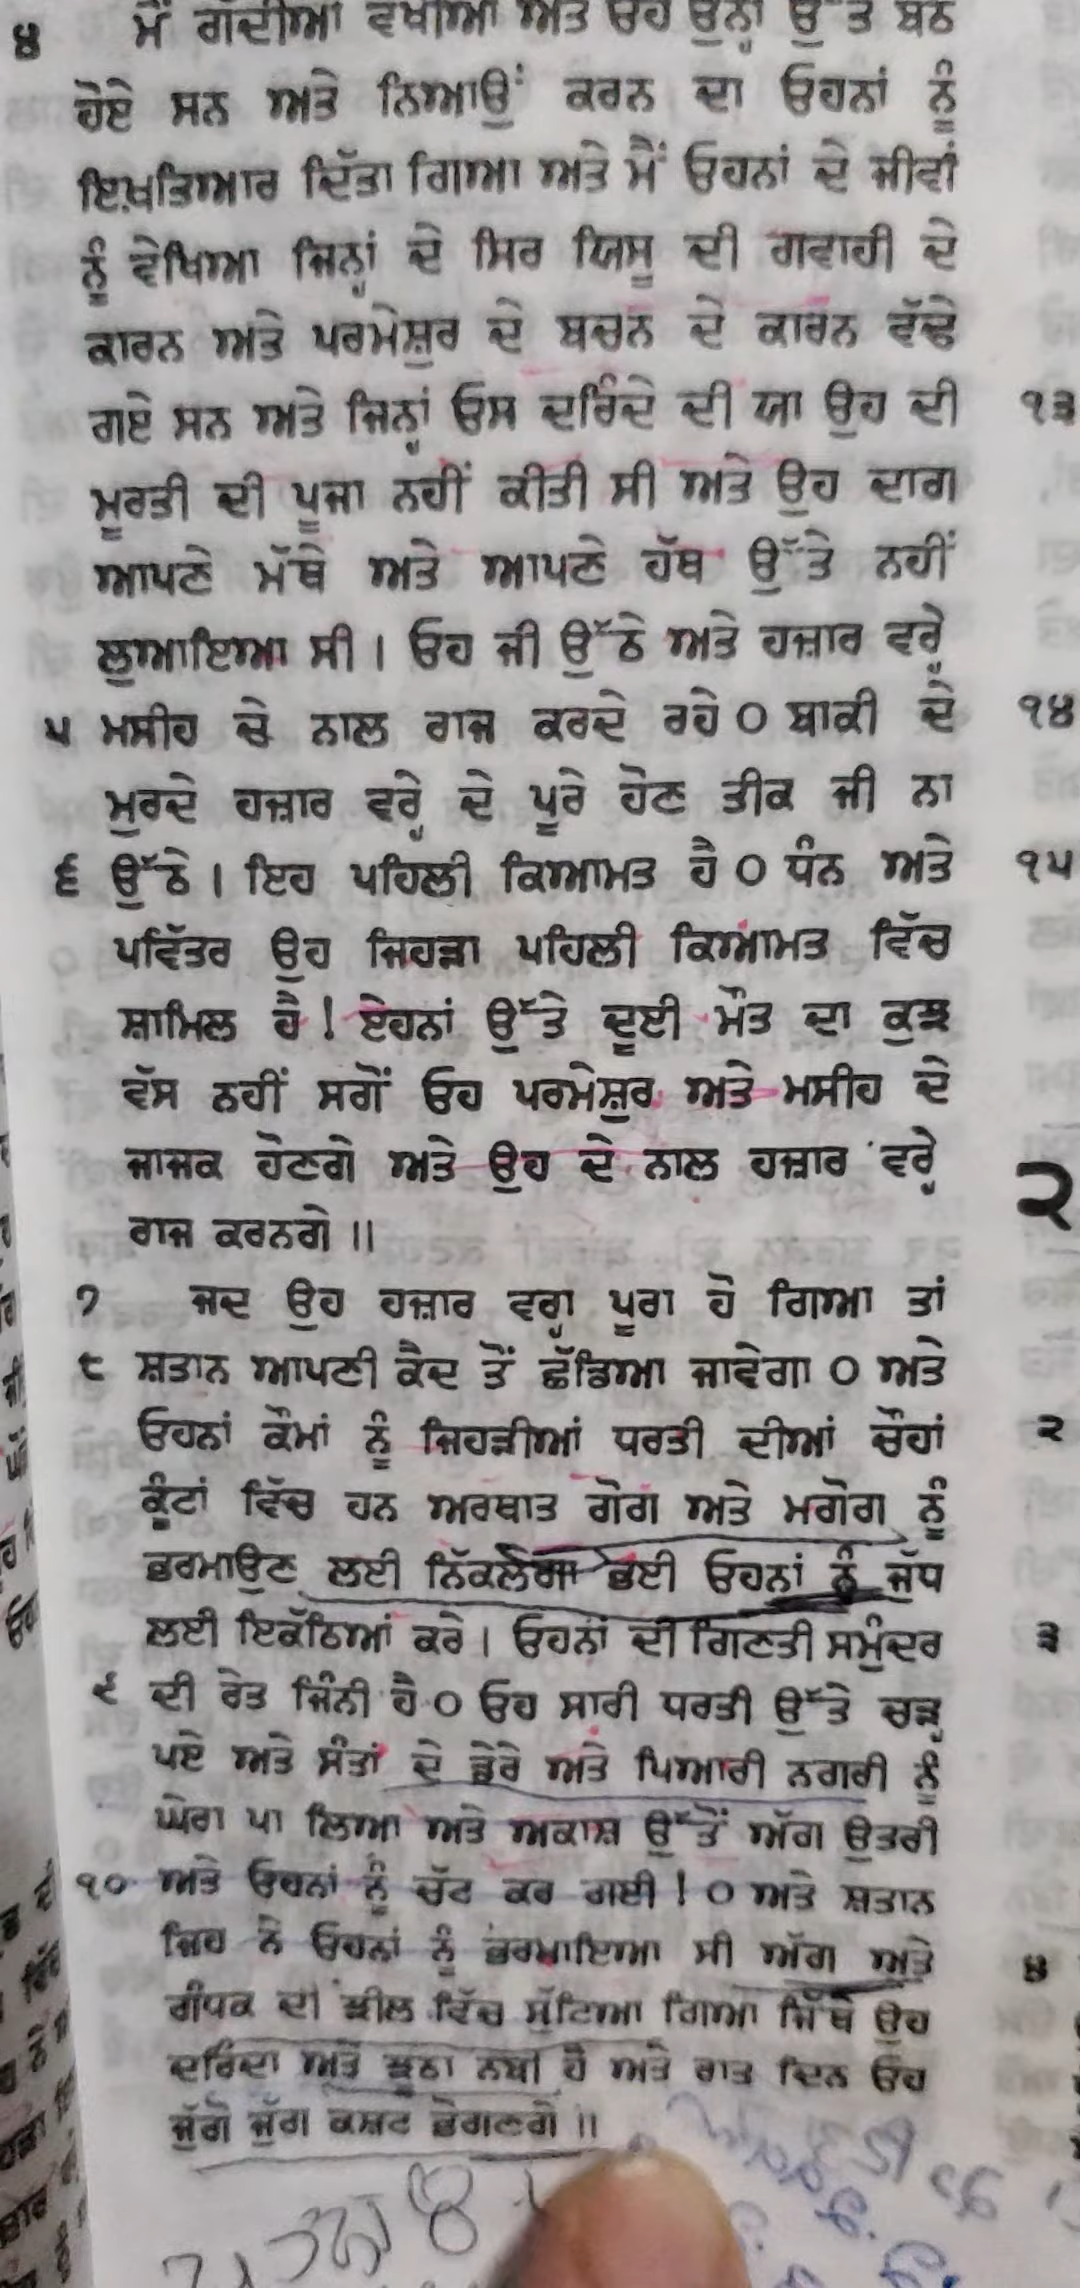 ੪ ਮੈਂ ਗੱਦੀਆਂ ਵੇਖੀਆਂ ਅਤੇ ਓਹ ਉਨ੍ਹਾਂ ਉੱਤੇ ਬੈਠੇ
ਹੋਏ ਸਨ ਅਤੇ ਨਿਆਉਂ ਕਰਨ ਦਾ ਓਹਨਾਂ ਨੂੰ
ਇਖ਼ਤਿਆਰ ਦਿੱਤਾ ਗਿਆ ਅਤੇ ਮੈਂ ਓਹਨਾਂ ਦੇ ਜੀਵਾਂ
ਨੂੰ ਵੇਖਿਆ ਜਿਨ੍ਹਾਂ ਦੇ ਸਿਰ ਯਿਸੂ ਦੀ ਗਵਾਹੀ ਦੇ
ਕਾਰਨ ਅਤੇ ਪਰਮੇਸ਼ੁਰ ਦੇ ਬਚਨ ਦੇ ਕਾਰਨ ਵੱਢੇ
ਗਏ ਸਨ ਅਤੇ ਜਿਨ੍ਹਾਂ ਓਸ ਦਰਿੰਦੇ ਦੀ ਯਾ ਉਹ ਦੀ
ਮੂਰਤੀ ਦੀ ਪੂਜਾ ਨਹੀਂ ਕੀਤੀ ਸੀ ਅਤੇ ਉਹ ਦਾਗ
ਆਪਣੇ ਮੱਥੇ ਅਤੇ ਆਪਣੇ ਹੱਥ ਉੱਤੇ ਨਹੀਂ
ਲੁਆਇਆ ਸੀ। ਓਹ ਜੀ ਉੱਠੇ ਅਤੇ ਹਜ਼ਾਰ ਵਰ੍ਹੇ
੫ ਮਸੀਹ ਦੇ ਨਾਲ ਰਾਜ ਕਰਦੇ ਰਹੇ ੦ ਬਾਕੀ ਦੇ
ਮੁਰਦੇ ਹਜ਼ਾਰ ਵਰ੍ਹੇ ਦੇ ਪੂਰੇ ਹੋਣ ਤੀਕ ਜੀ ਨਾ
੬ ਉੱਠੇ। ਇਹ ਪਹਿਲੀ ਕਿਆਮਤ ਹੈ ੦ ਧੰਨ ਅਤੇ
ਪਵਿੱਤਰ ਉਹ ਜਿਹੜਾ ਪਹਿਲੀ ਕਿਆਮਤ ਵਿੱਚ
ਸ਼ਾਮਿਲ ਹੈ! ਏਹਨਾਂ ਉੱਤੇ ਦੂਈ ਮੌਤ ਦਾ ਕੁਝ
ਵੱਸ ਨਹੀਂ ਸਗੋਂ ਓਹ ਪਰਮੇਸ਼ੁਰ ਅਤੇ ਮਸੀਹ ਦੇ
ਜਾਜਕ ਹੋਣਗੇ ਅਤੇ ਉਹ ਦੇ ਨਾਲ ਹਜ਼ਾਰ ਵਰ੍ਹੇ
ਰਾਜ ਕਰਨਗੇ॥
੭ ਜਦ ਉਹ ਹਜ਼ਾਰ ਵਰ੍ਹਾ ਪੂਰਾ ਹੋ ਗਿਆ ਤਾਂ
੮ ਸ਼ਤਾਨ ਆਪਣੀ ਕੈਦ ਤੋਂ ਛੱਡਿਆ ਜਾਵੇਗਾ ੦ ਅਤੇ
ਓਹਨਾਂ ਕੌਮਾਂ ਨੂੰ ਜਿਹੜੀਆਂ ਧਰਤੀ ਦੀਆਂ ਚੌਹਾਂ
ਕੂੰਟਾਂ ਵਿੱਚ ਹਨ ਅਰਥਾਤ ਗੋਗ ਅਤੇ ਮਗੋਗ ਨੂੰ
ਭਰਮਾਉਣ ਲਈ ਨਿੱਕਲੇਗਾ ਭਈ ਓਹਨਾਂ ਨੂੰ ਜੁੱਧ
ਲਈ ਇਕੱਠਿਆਂ ਕਰੇ। ਓਹਨਾਂ ਦੀ ਗਿਣਤੀ ਸਮੁੰਦਰ
੯ ਦੀ ਰੇਤ ਜਿੰਨੀ ਹੈ ੦ ਓਹ ਸਾਰੀ ਧਰਤੀ ਉੱਤੇ ਚੜ੍ਹ
ਪਏ ਅਤੇ ਸੰਤਾਂ ਦੇ ਡੇਰੇ ਅਤੇ ਪਿਆਰੀ ਨਗਰੀ ਨੂੰ
ਘੇਰਾ ਪਾ ਲਿਆ ਅਤੇ ਅਕਾਸ਼ ਉੱਤੋਂ ਅੱਗ ਉਤਰੀ
੧੦ ਅਤੇ ਓਹਨਾਂ ਨੂੰ ਚੱਟ ਕਰ ਗਈ! ੦ ਅਤੇ ਸ਼ਤਾਨ
ਜਿਹ ਨੇ ਓਹਨਾਂ ਨੂੰ ਭਰਮਾਇਆ ਸੀ ਅੱਗ ਅਤੇ
ਗੰਧਕ ਦੀ ਝੀਲ ਵਿੱਚ ਸੁੱਟਿਆ ਗਿਆ ਜਿੱਥੇ ਉਹ
ਦਰਿੰਦਾ ਅਤੇ ਝੂਠਾ ਨਬੀ ਹੈ ਅਤੇ ਰਾਤ ਦਿਨ ਓਹ
ਜੁੱਗੋ ਜੁੱਗ ਕਸ਼ਟ ਭੋਗਣਗੇ॥
੧੩
੧੪
੧੫
੨
੨
੩
੪